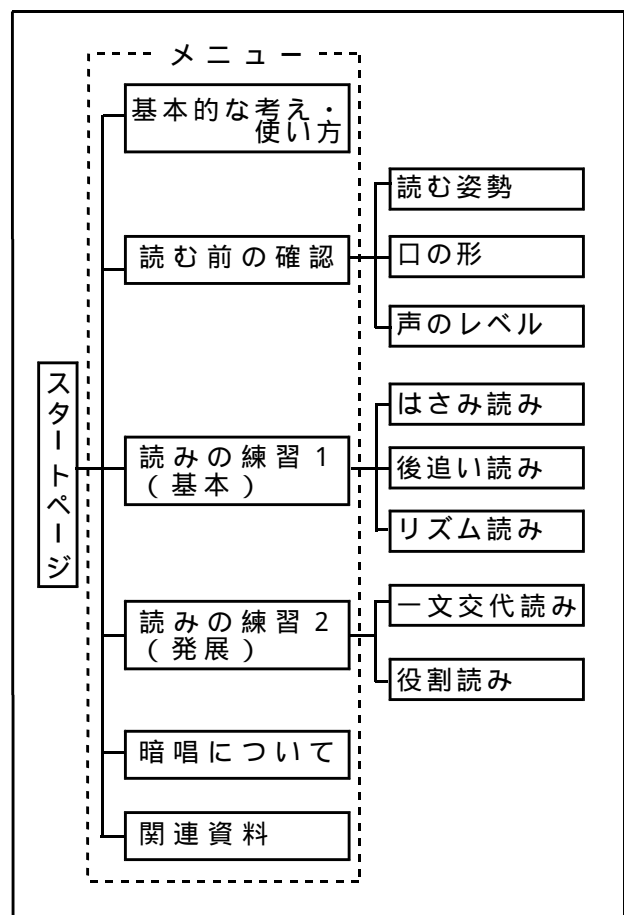 メニュー
基本的な考え・
使い方
読む前の確認
読む姿勢
口の形
声のレベル
スタートページ
読みの練習1
(基本)
はさみ読み
後追い読み
リズム読み
読みの練習2
(発展)
一文交代読み
役割読み
暗唱について
関連資料